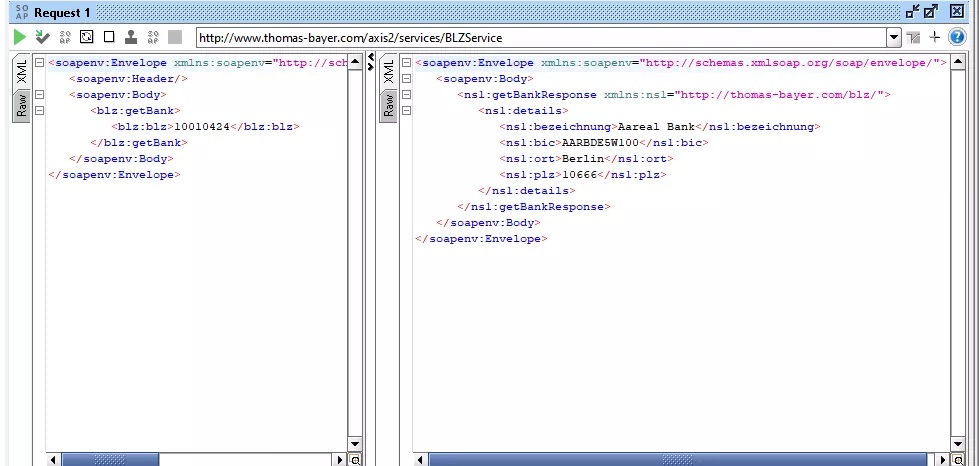 SO AP Request 1
SO AP SO AP http://www.thomas-bayer.com/axis2/services/BLZService
XML
Raw
<soapenv:Envelope xmlns:soapenv="http://sch
<soapenv:Header/>
<soapenv:Body>
<blz:getBank>
<blz:blz>10010424</blz:blz>
</blz:getBank>
</soapenv:Body>
</soapenv:Envelope>
XML
Raw
<soapenv:Envelope xmlns:soapenv="http://schemas.xmlsoap.org/soap/envelope/">
<soapenv:Body>
<ns1:getBankResponse xmlns:ns1="http://thomas-bayer.com/blz/">
<ns1:details>
<ns1:bezeichnung>Aareal Bank</ns1:bezeichnung>
<ns1:bic>AARBDE5W100</ns1:bic>
<ns1:ort>Berlin</ns1:ort>
<ns1:plz>10666</ns1:plz>
</ns1:details>
</ns1:getBankResponse>
</soapenv:Body>
</soapenv:Envelope>